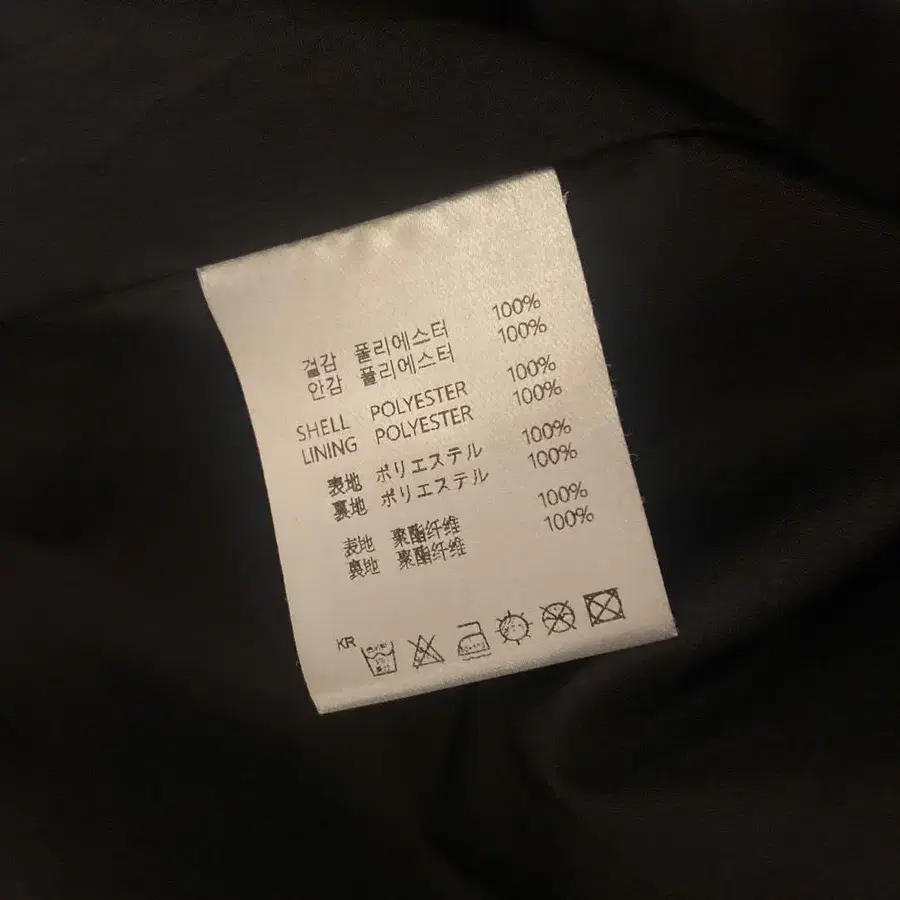 겉감 폴리에스터 100%
안감 폴리에스터 100%
SHELL POLYESTER 100%
LINING POLYESTER 100%
表地 ポリエステル 100%
裏地 ポリエステル 100%
表地 聚酯纤维 100%
裏地 聚酯纤维 100%
KR